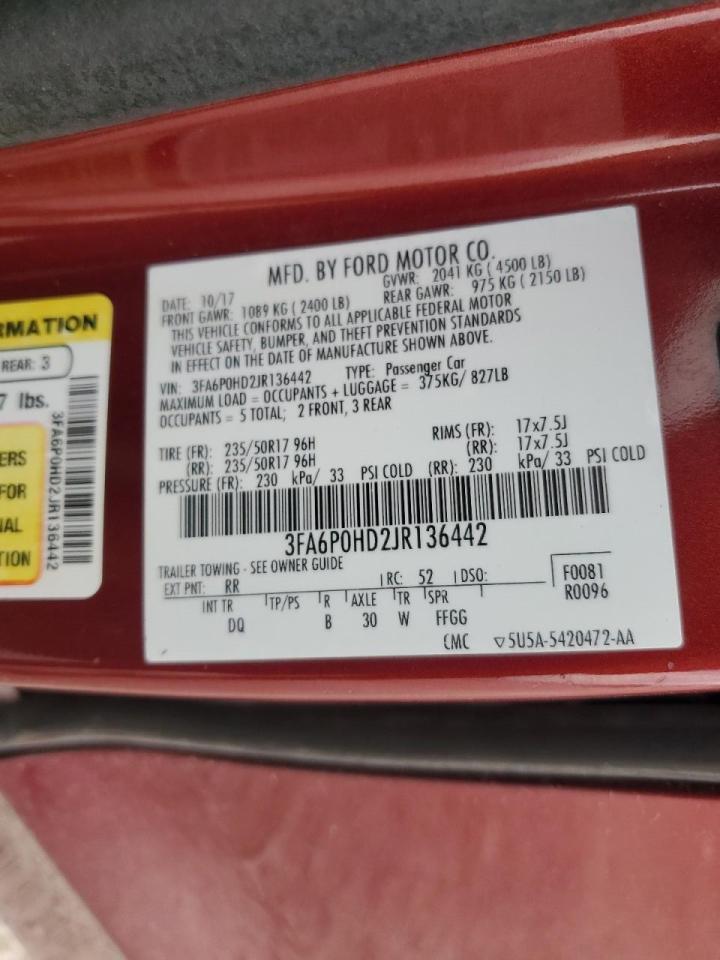 MFD. BY FORD MOTOR CO.
DATE: 10/17 GVWR: 2041 KG ( 4500 LB)
FRONT GAWR: 1089 KG ( 2400 LB) REAR GAWR: 975 KG ( 2150 LB)
THIS VEHICLE CONFORMS TO ALL APPLICABLE FEDERAL MOTOR
VEHICLE SAFETY, BUMPER, AND THEFT PREVENTION STANDARDS
IN EFFECT ON THE DATE OF MANUFACTURE SHOWN ABOVE.
VIN: 3FA6P0HD2JR136442 TYPE: Passenger Car
MAXIMUM LOAD = OCCUPANTS + LUGGAGE = 375KG/ 827LB
OCCUPANTS = 5 TOTAL; 2 FRONT, 3 REAR
TIRE (FR): 235/50R17 96H RIMS (FR): 17x7.5J
(RR): 235/50R17 96H (RR): 17x7.5J
PRESSURE (FR): 230 kPa/ 33 PSI COLD (RR): 230 kPa/ 33 PSI COLD
3FA6P0HD2JR136442
TRAILER TOWING - SEE OWNER GUIDE
EXT PNT: RR RC: 52 DSO: F0081
INT TR TP/PS R AXLE TR SPR R0096
DQ B 30 W FFGG
CMC ▽5U5A-5420472-AA
RMATION
REAR: 3
7 lbs.
ERS
FOR
NAL
TION
3FA6P0HD2JR136442